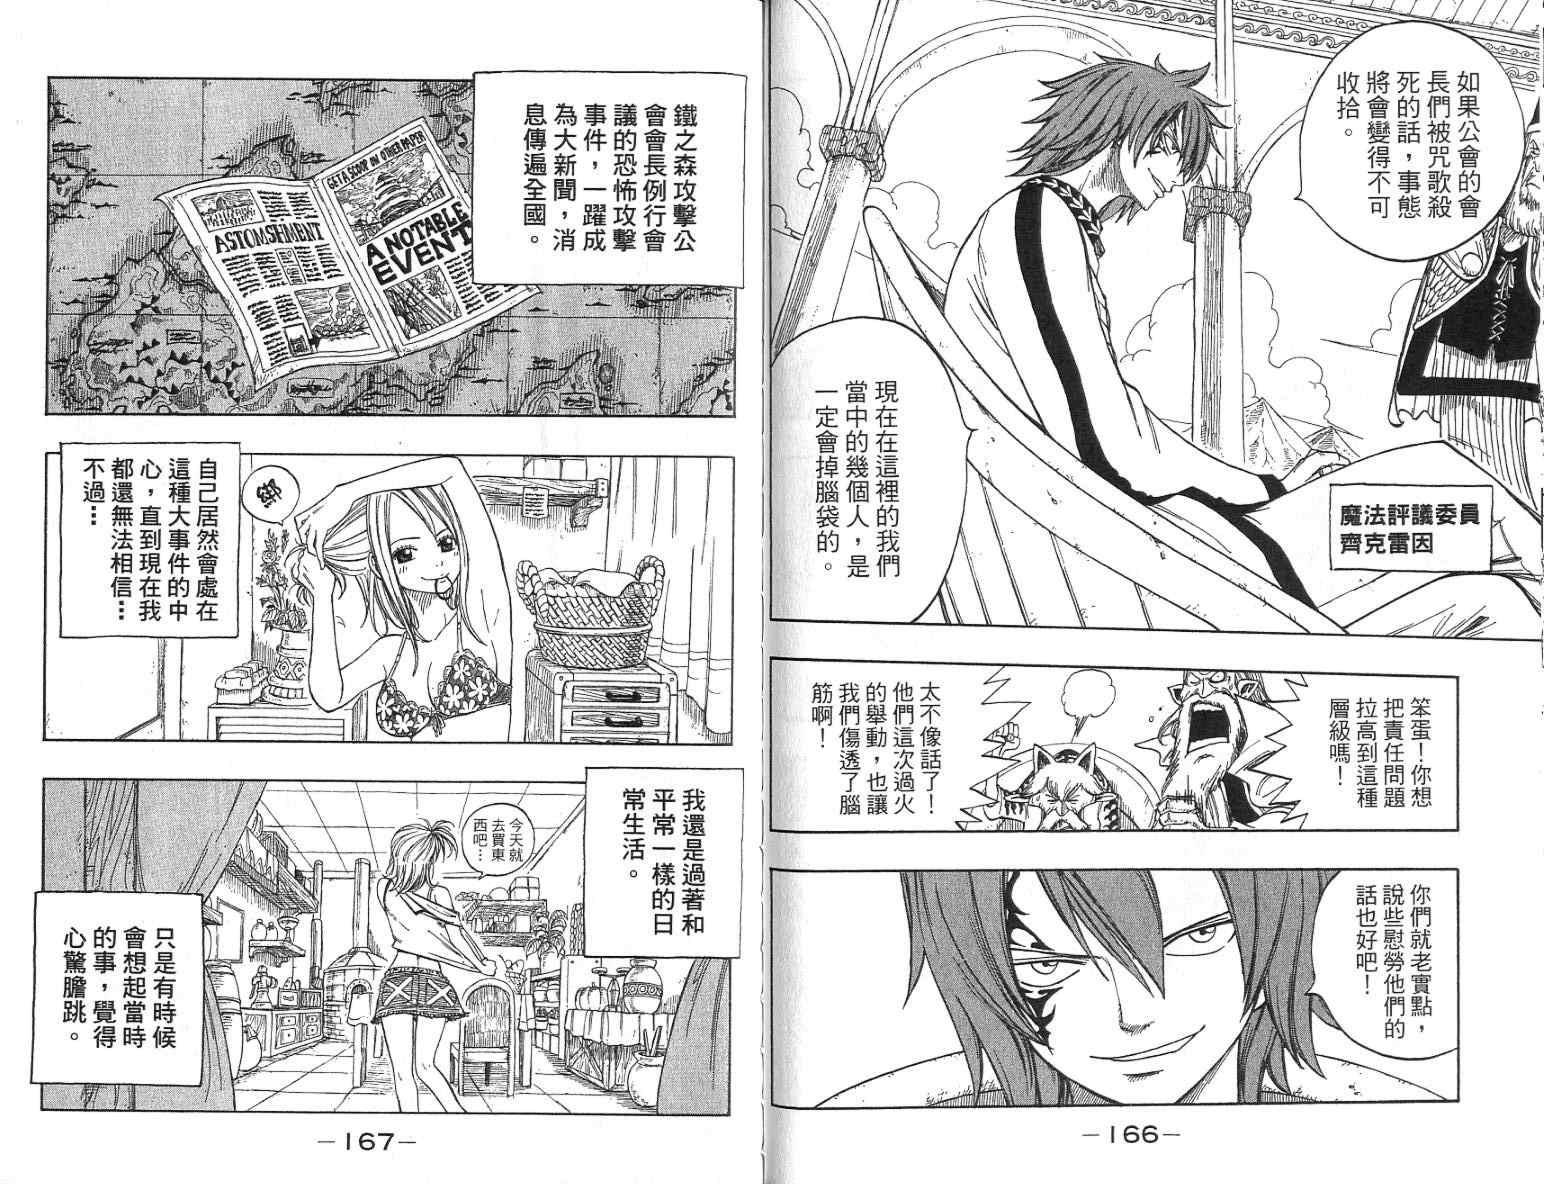 如果公會的會
長們被咒歌殺
死的話，事態
將會變得不可
收拾。
現在在這裡的我們
當中的幾個人，是
一定會掉腦袋的。
魔法評議委員
齊克雷因
笨蛋！你想
把責任問題
拉高到這種
層級嗎！
太不像話了！
他們這次過火
的舉動，也讓
我們傷透了腦
筋啊！
你們就老實點，
說些慰勞他們的
話也好吧！
－166－
鐵之森攻擊公
會會長例行會
議的恐怖攻擊
事件，一躍成
為大新聞，消
息傳遍全國。
GET A SCOOP ON OTHER PAPER
ASTOMSHMENT
A NOTABLE
EVENT
自己居然會處在
這種大事件的中
心，直到現在我
都還無法相信…
不過…
綁
我還是過著和
平常一樣的日
常生活。
今天就
去買東
西吧…
只是有時候
會想起當時
的事，覺得
心驚膽跳。
－167－